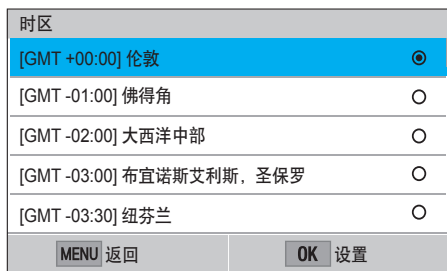 时区
[GMT +00:00] 伦敦
[GMT -01:00] 佛得角
[GMT -02:00] 大西洋中部
[GMT -03:00] 布宜诺斯艾利斯，圣保罗
[GMT -03:30] 纽芬兰
MENU 返回 OK 设置